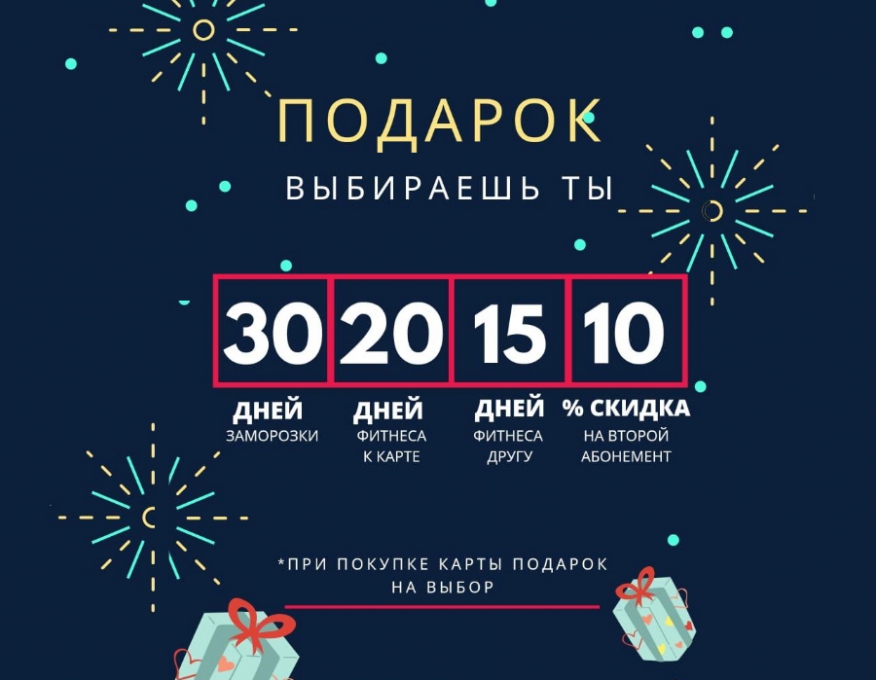 ПОДАРОК
ВЫБИРАЕШЬ ТЫ
30 20 15 10
ДНЕЙ ДНЕЙ ДНЕЙ % СКИДКА
ЗАМОРОЗКИ ФИТНЕСА ФИТНЕСА НА ВТОРОЙ
К КАРТЕ ДРУГУ АБОНЕМЕНТ
*ПРИ ПОКУПКЕ КАРТЫ ПОДАРОК
НА ВЫБОР